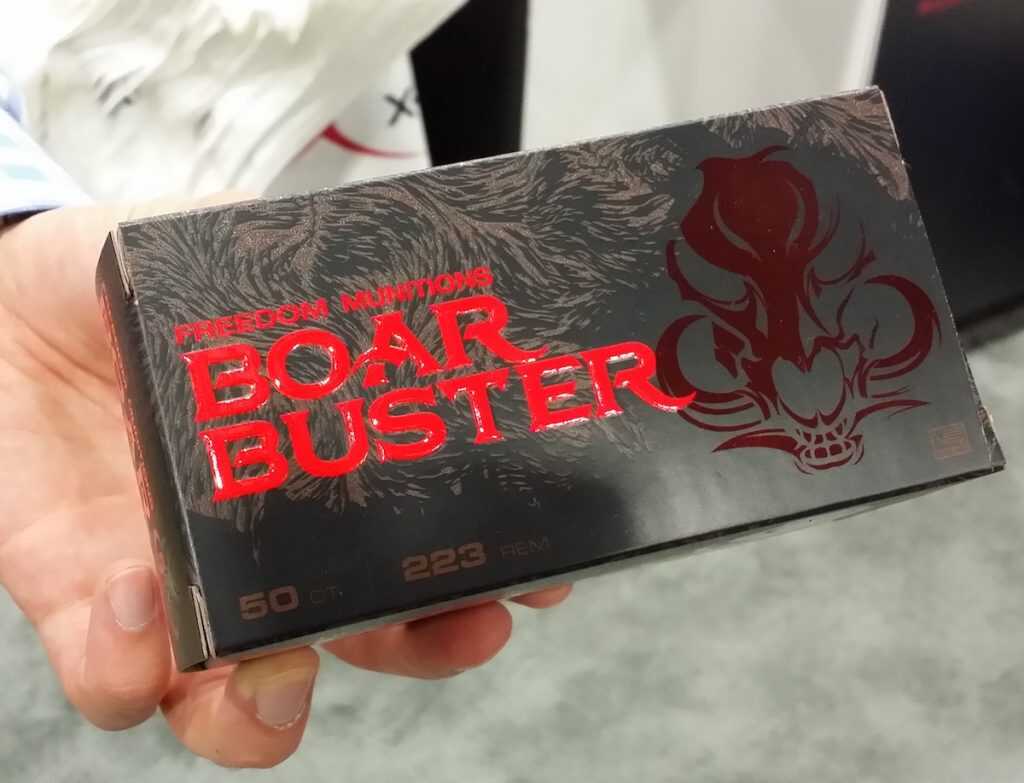 FREEDOM MUNITIONS
BOAR
BUSTER
50 CT.
223 REM